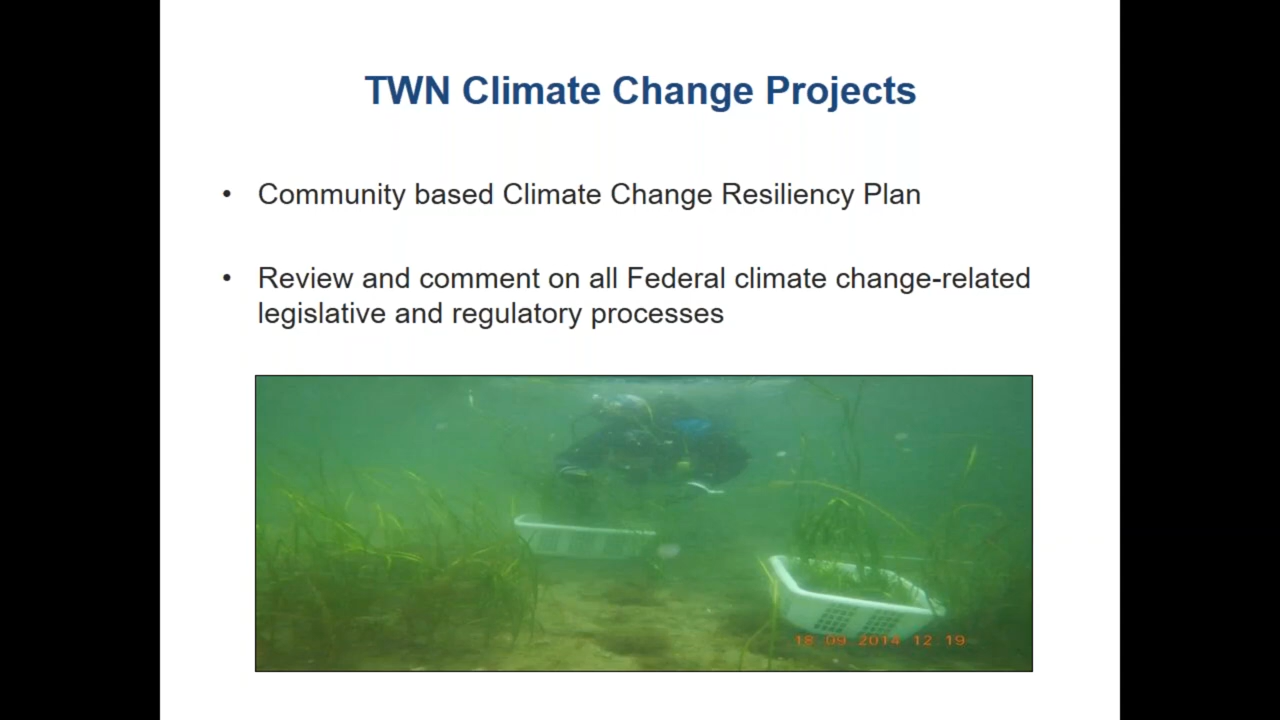 TWN Climate Change Projects
• Community based Climate Change Resiliency Plan
• Review and comment on all Federal climate change-related
legislative and regulatory processes
18 09 2014 12 19